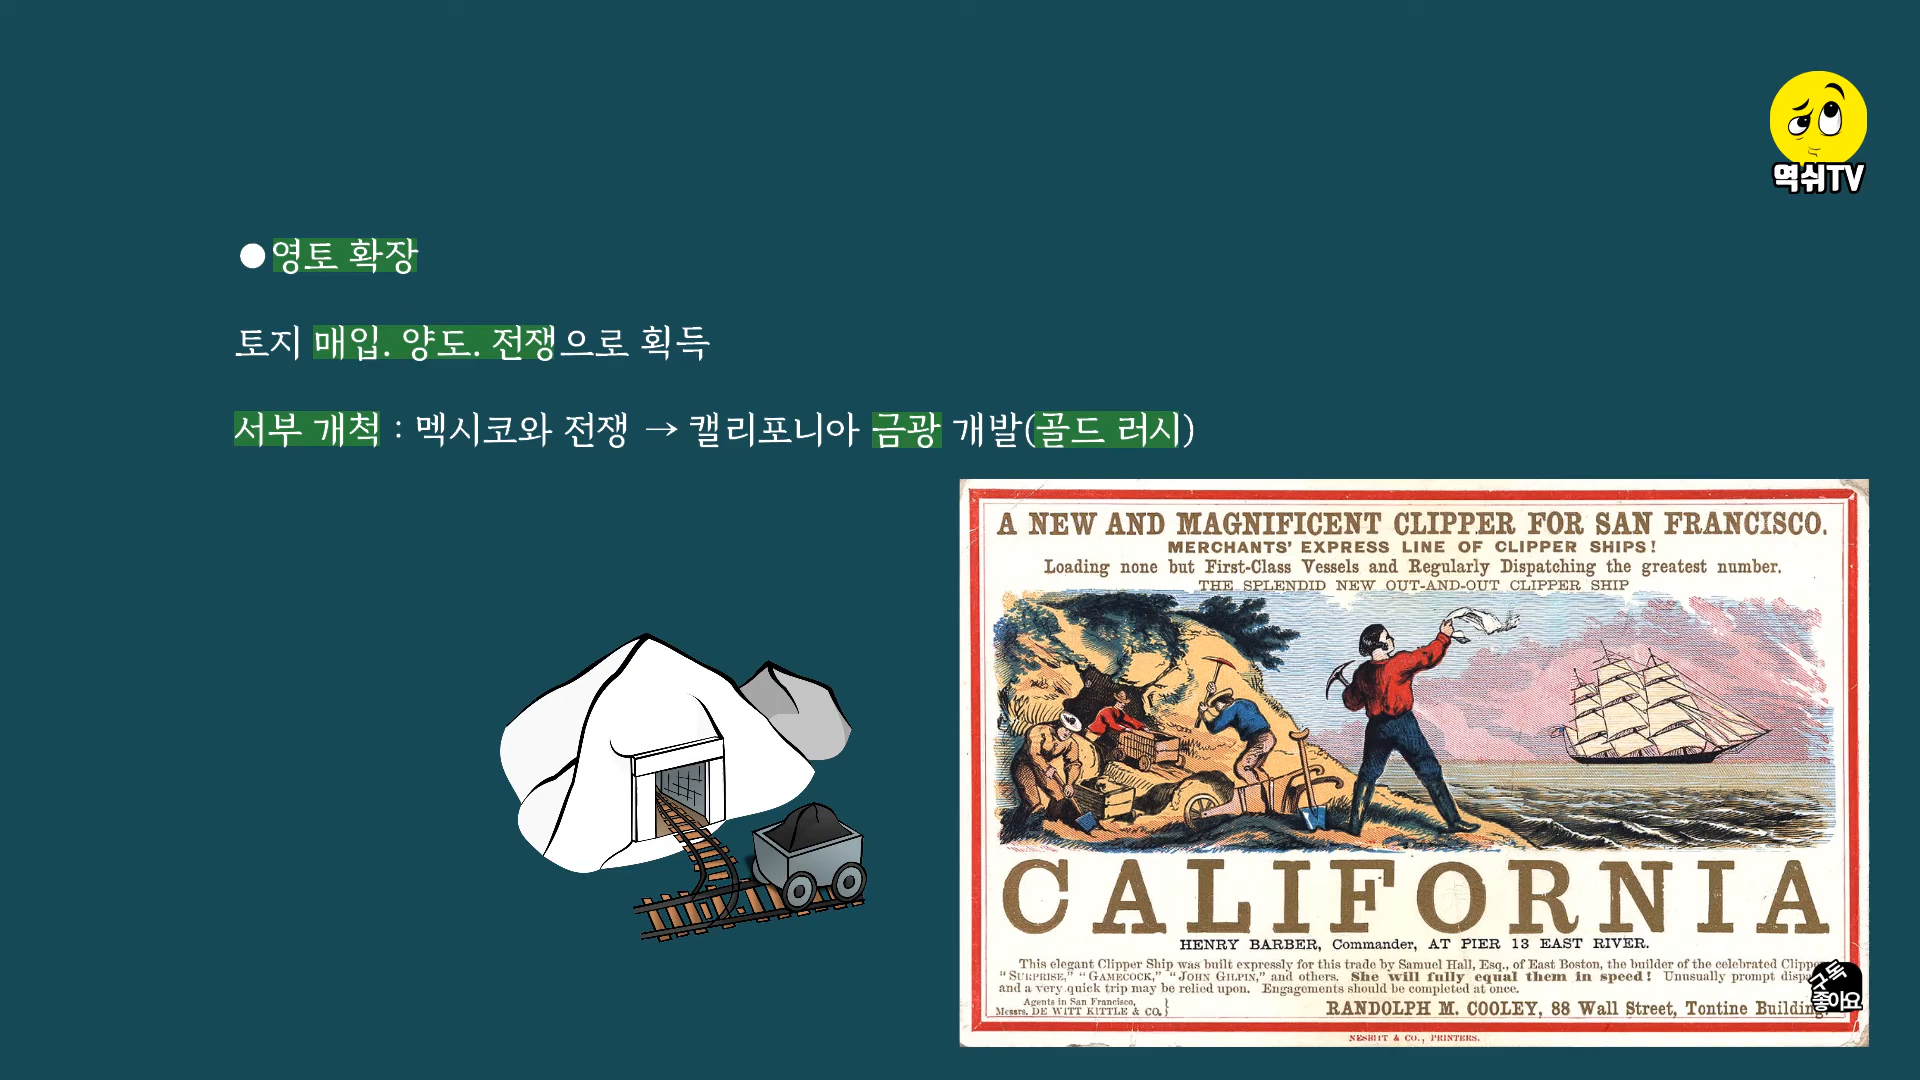 역쉬TV
●영토 확장
토지 매입. 양도. 전쟁으로 획득
서부 개척 : 멕시코와 전쟁 → 캘리포니아 금광 개발(골드 러시)
A NEW AND MAGNIFICENT CLIPPER FOR SAN FRANCISCO.
MERCHANTS' EXPRESS LINE OF CLIPPER SHIPS!
Loading none but First-Class Vessels and Regularly Dispatching the greatest number.
THE SPLENDID NEW OUT-AND-OUT CLIPPER SHIP
CALIFORNIA
HENRY BARBER, Commander, AT PIER 13 EAST RIVER.
This elegant Clipper Ship was built expressly for this trade by Samuel Hall, Esq., of East Boston, the builder of the celebrated
"SURPRISE," "GAMECOCK," "JOHN GILPIN," and others. She will fully equal them in speed! Unusually prompt
and a very quick trip may be relied upon. Engagements should be completed at once.
Agents in San Francisco,
Messrs. DE WITT KITTLE & CO.}
RANDOLPH M. COOLEY, 88 Wall Street, Tontine Building
NESBITT & CO., PRINTERS.
구독
좋아요